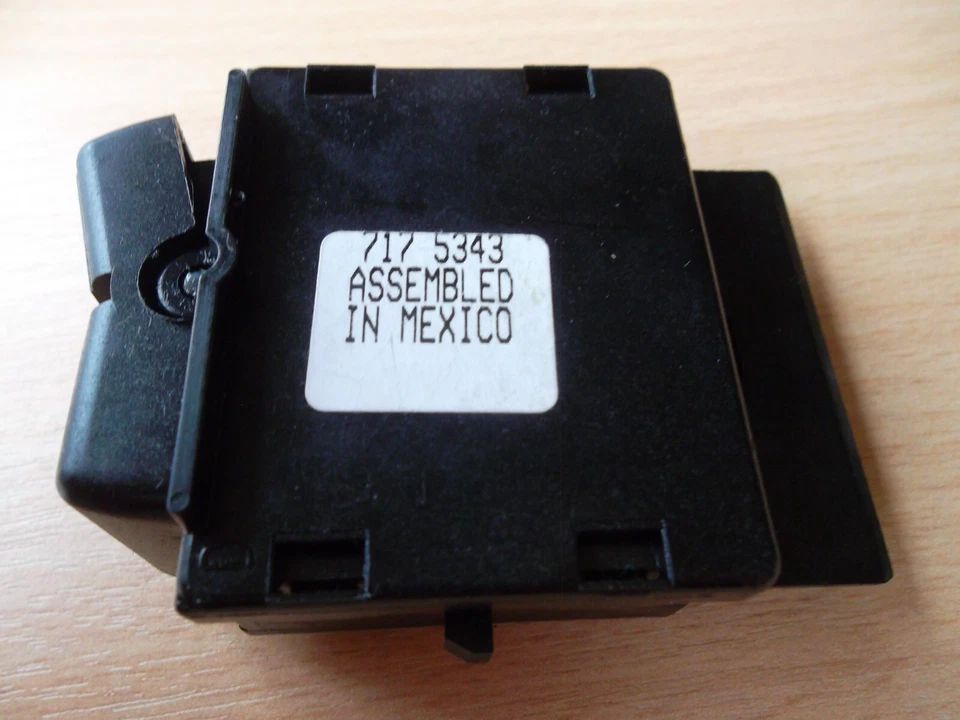 717 5343
ASSEMBLED
IN MEXICO